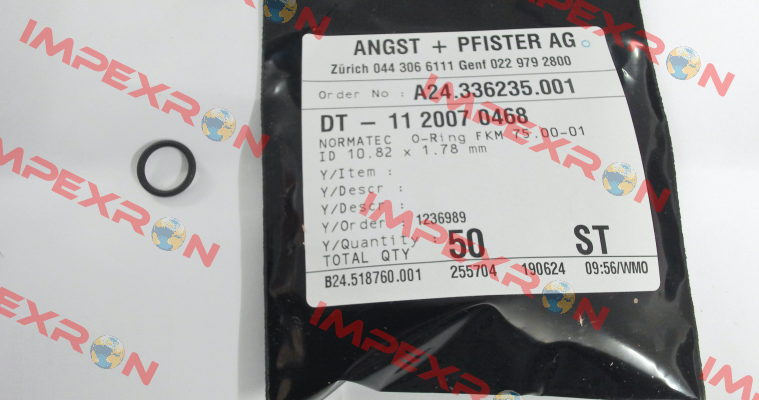 ANGST + PFISTER AG
Zürich 044 306 6111 Genf 022 979 2800
Order No : A24.336235.001
DT - 11 2007 0468
NORMATEC O-Ring FKM 75.00-01
ID 10.82 x 1.78 mm
Y/Item :
Y/Descr :
Y/Descr :
Y/Order : 1236989
Y/Quantity : 50 ST
TOTAL QTY
B24.518760.001 255704 190624 09:56/WMO
IMPEXRON
IMPEXRON
IMPEXRON
IMPEXRON
IMPEXRON
IMPEXRON
IMPEXRON